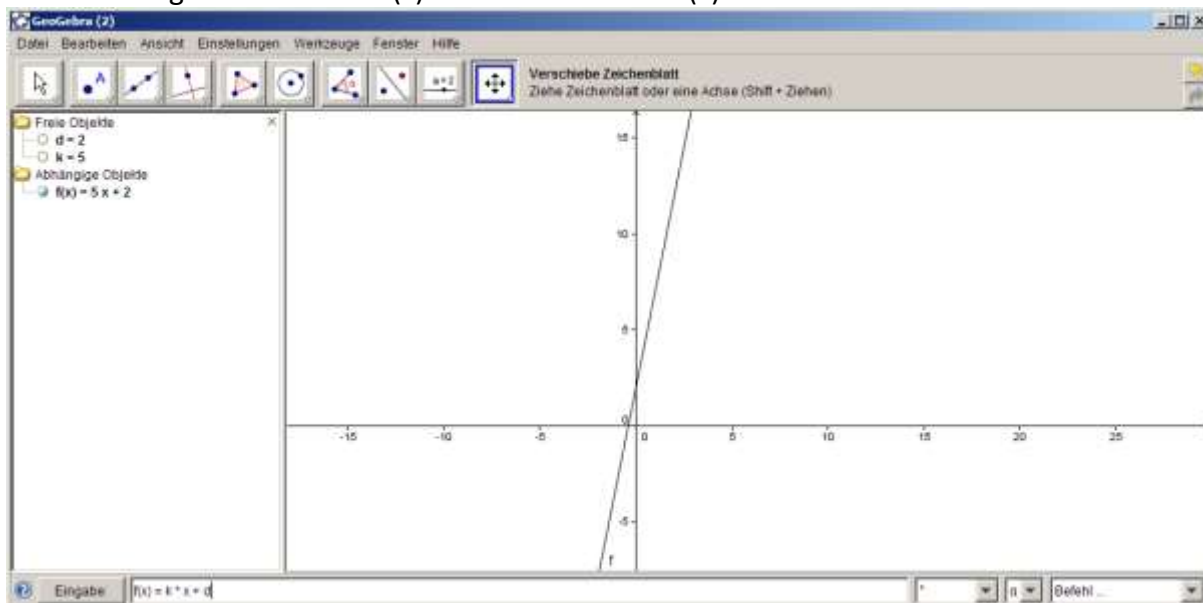 GeoGebra (2)
Datei Bearbeiten Ansicht Einstellungen Werkzeuge Fenster Hilfe
A
a=2
Verschiebe Zeichenblatt
Ziehe Zeichenblatt oder eine Achse (Shift + Ziehen)
Freie Objekte
d = 2
k = 5
Abhängige Objekte
f(x) = 5 x + 2
15
10
5
0
-15 -10 -5 0 5 10 15 20 25
-5
f
Eingabe f(x) = k * x + d ° α Befehl ...